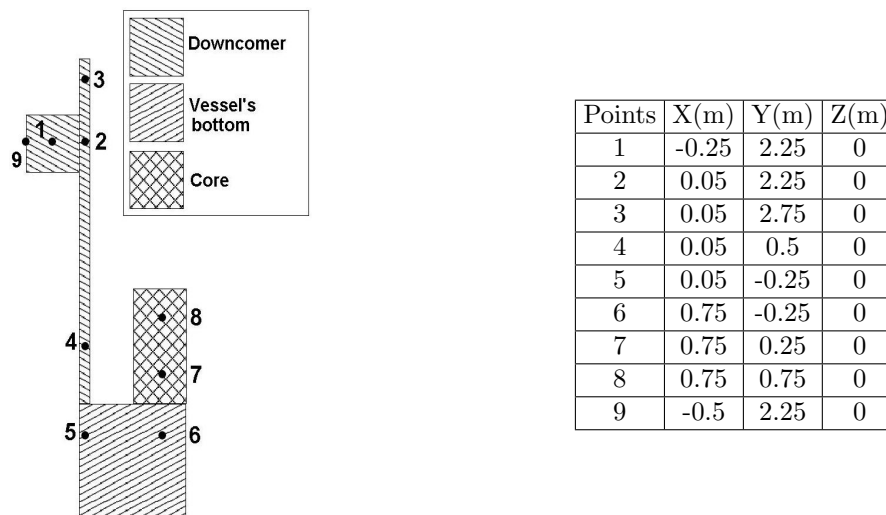 Downcomer
Vessel's
bottom
Core
3
1
2
9
8
4
7
5
6
Points X(m) Y(m) Z(m)
1 -0.25 2.25 0
2 0.05 2.25 0
3 0.05 2.75 0
4 0.05 0.5 0
5 0.05 -0.25 0
6 0.75 -0.25 0
7 0.75 0.25 0
8 0.75 0.75 0
9 -0.5 2.25 0